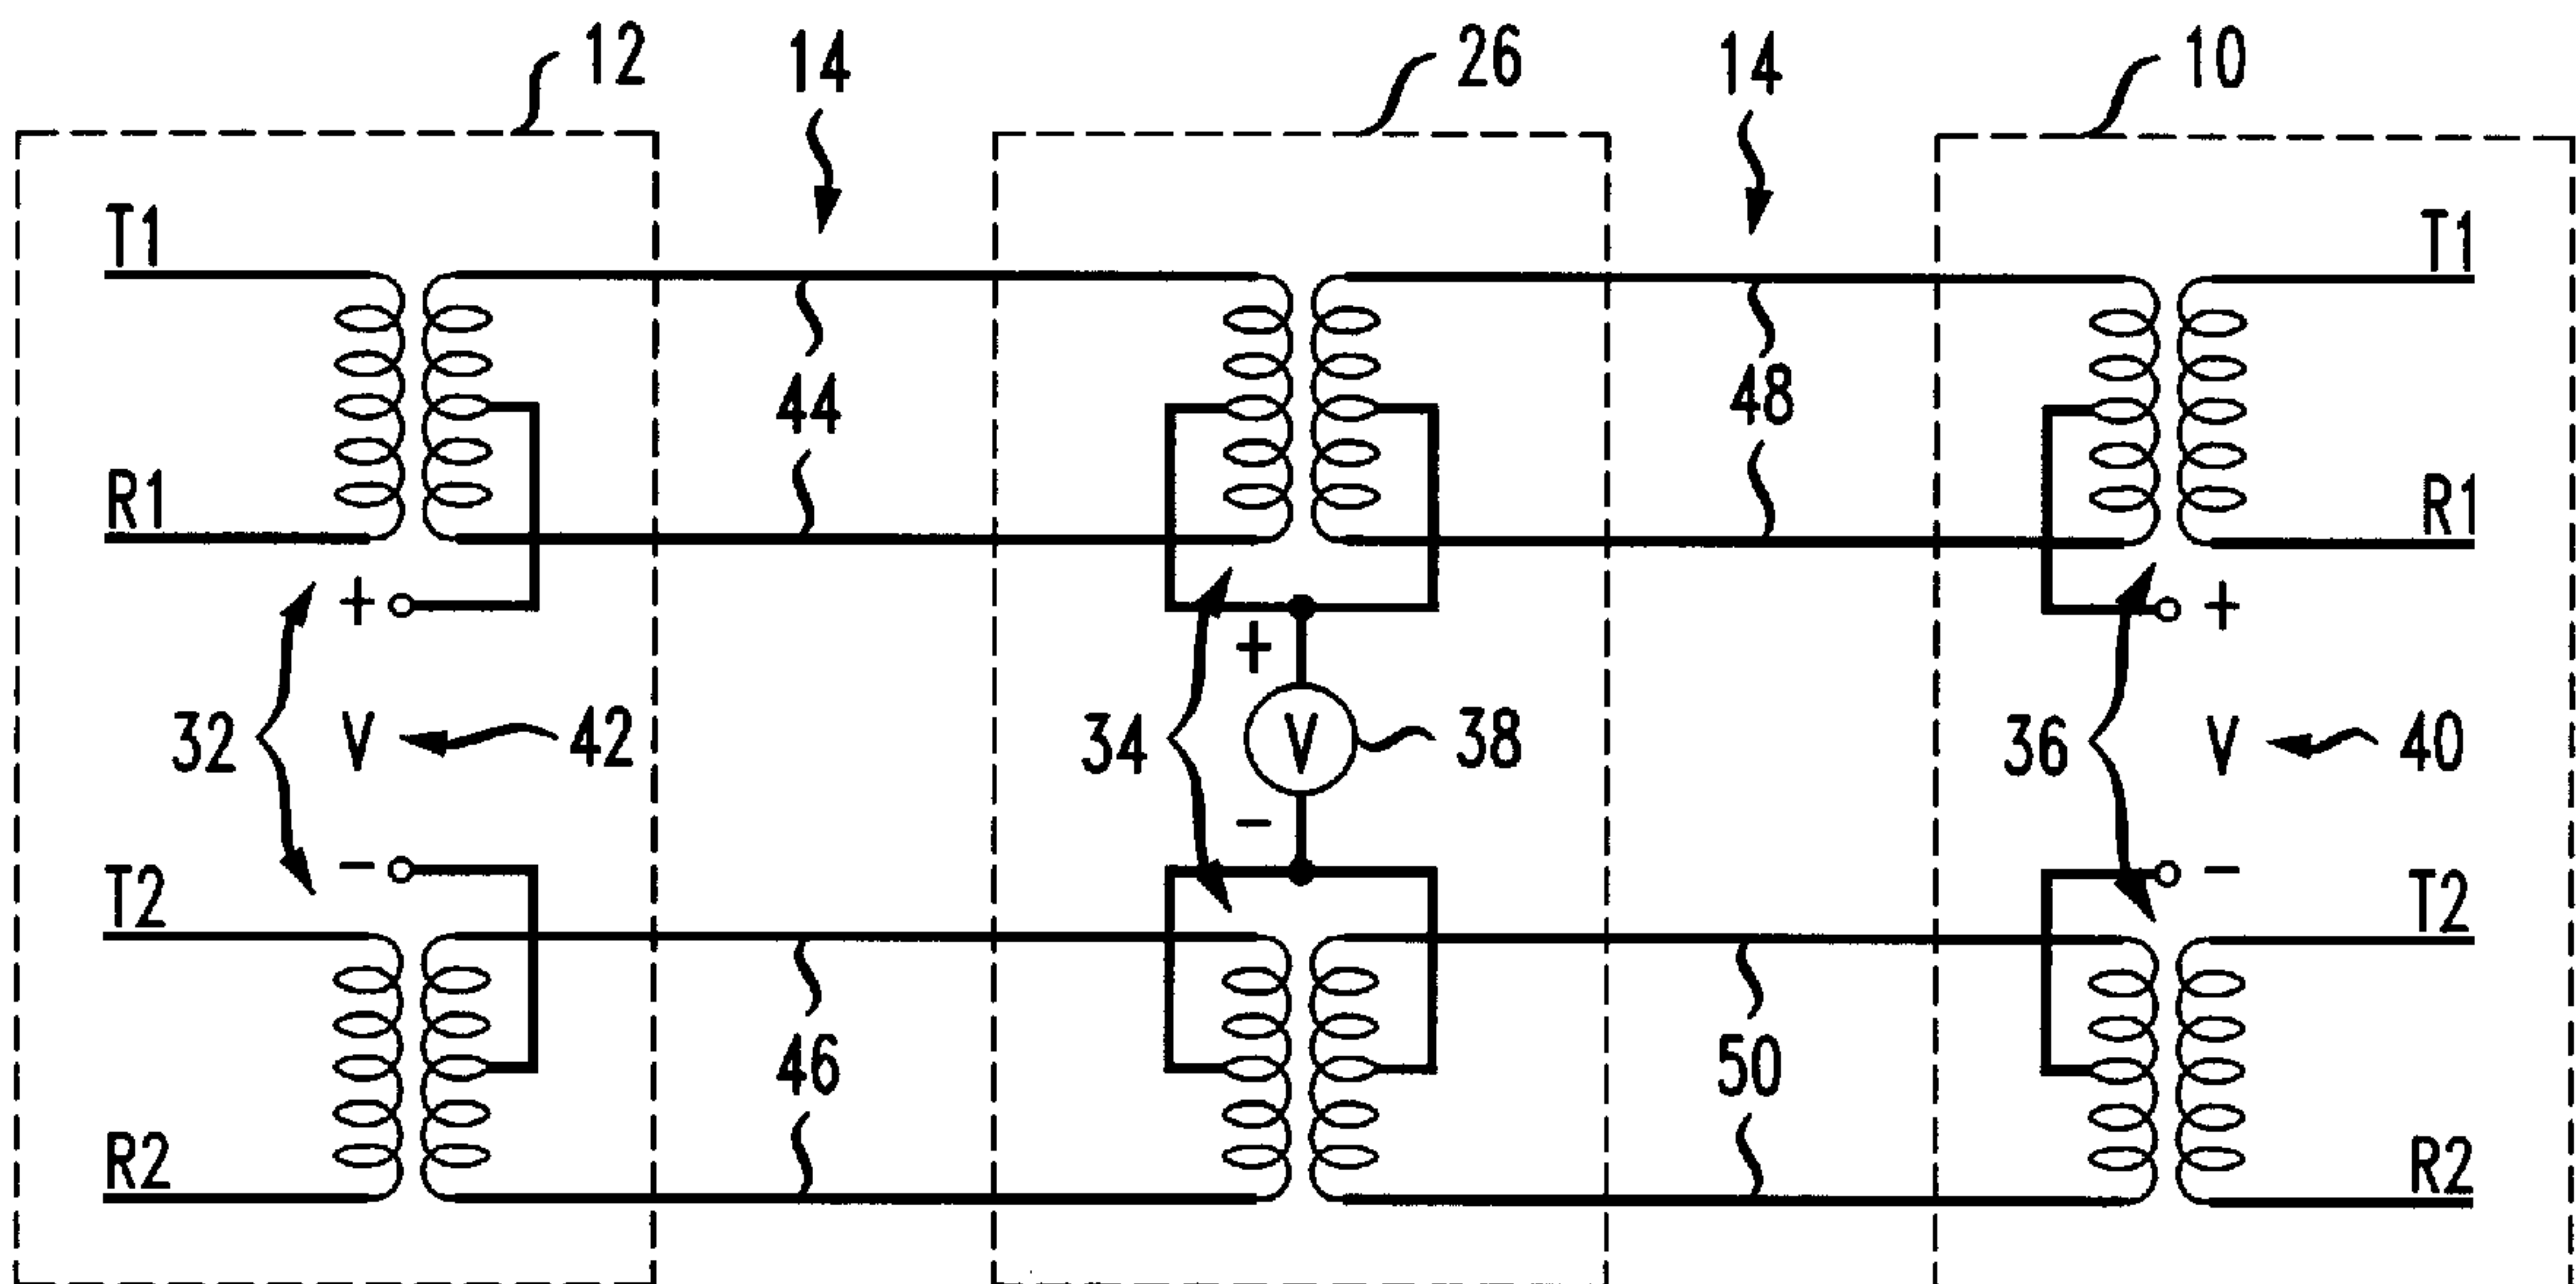 12 14 26 14 10
T1 T1
44 48
R1 R1
+ + +
32 V 42 34 V 38 36 V 40
- - -
T2 T2
46 50
R2 R2